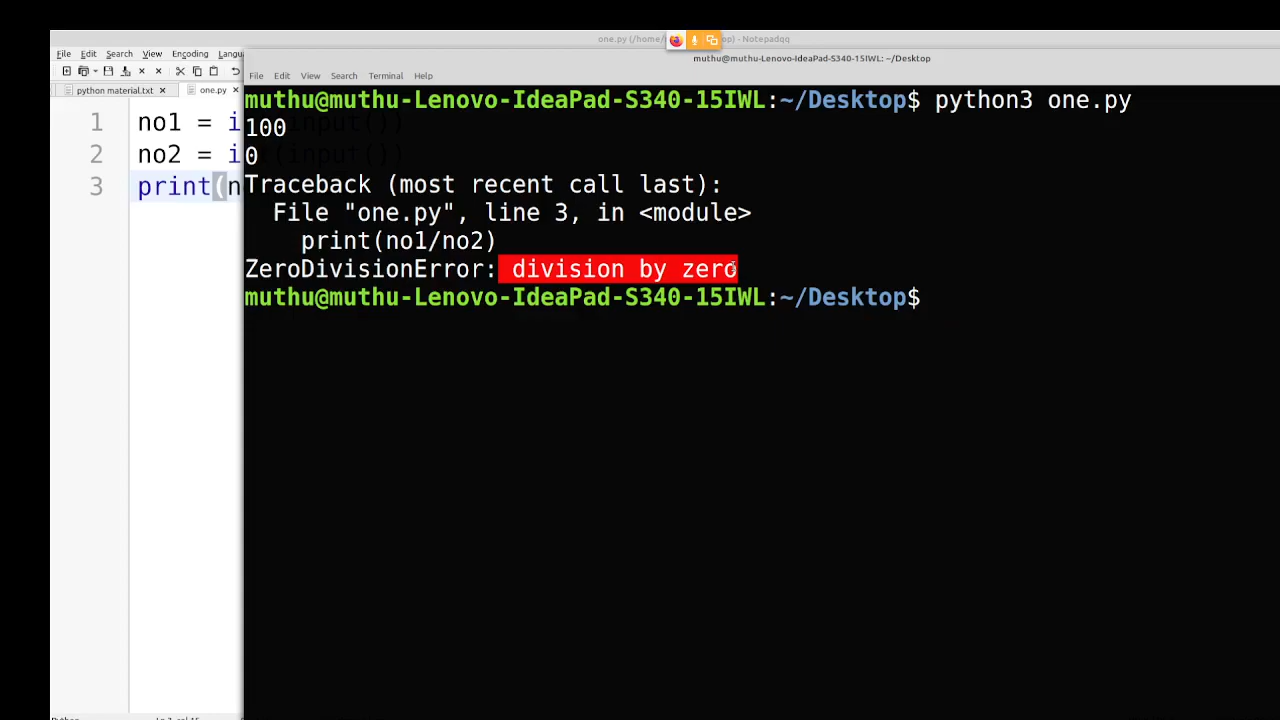 one.py (/home/ op) - Notepadqq
File Edit Search View Encoding Langu
muthu@muthu-Lenovo-IdeaPad-S340-15IWL: ~/Desktop
File Edit View Search Terminal Help
python material.txt one.py
1 no1 = int(input())
2 no2 = i (input())
3 print(n
muthu@muthu-Lenovo-IdeaPad-S340-15IWL:~/Desktop$ python3 one.py
100
0
Traceback (most recent call last):
  File "one.py", line 3, in <module>
    print(no1/no2)
ZeroDivisionError: division by zero
muthu@muthu-Lenovo-IdeaPad-S340-15IWL:~/Desktop$